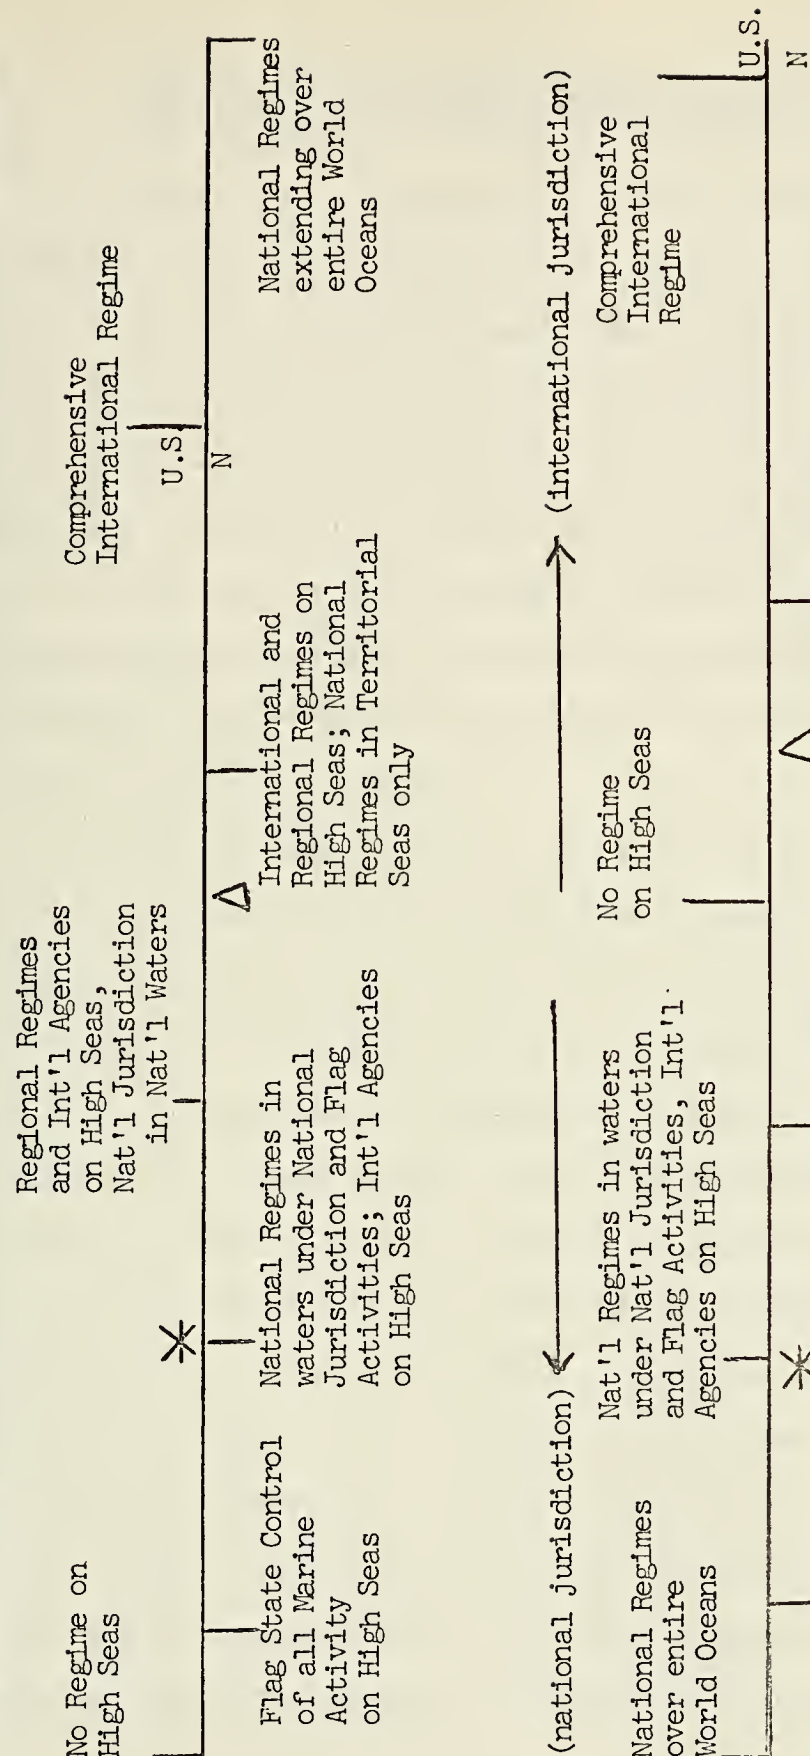 No Regime on
High Seas
Regional Regimes
and Int'l Agencies
on High Seas,
Nat'l Jurisdiction
in Nat'l Waters
Comprehensive
International Regime
U.S.
N
Flag State Control
of all Marine
Activity
on High Seas
National Regimes in
waters under National
Jurisdiction and Flag
Activities; Int'l Agencies
on High Seas
International and
Regional Regimes on
High Seas; National
Regimes in Territorial
Seas only
National Regimes
extending over
entire World
Oceans
(national jurisdiction)
(international jurisdiction)
National Regimes
over entire
World Oceans
Nat'l Regimes in waters
under Nat'l Jurisdiction
and Flag Activities, Int'l
Agencies on High Seas
No Regime
on High Seas
Comprehensive
International
Regime
U.S.
N